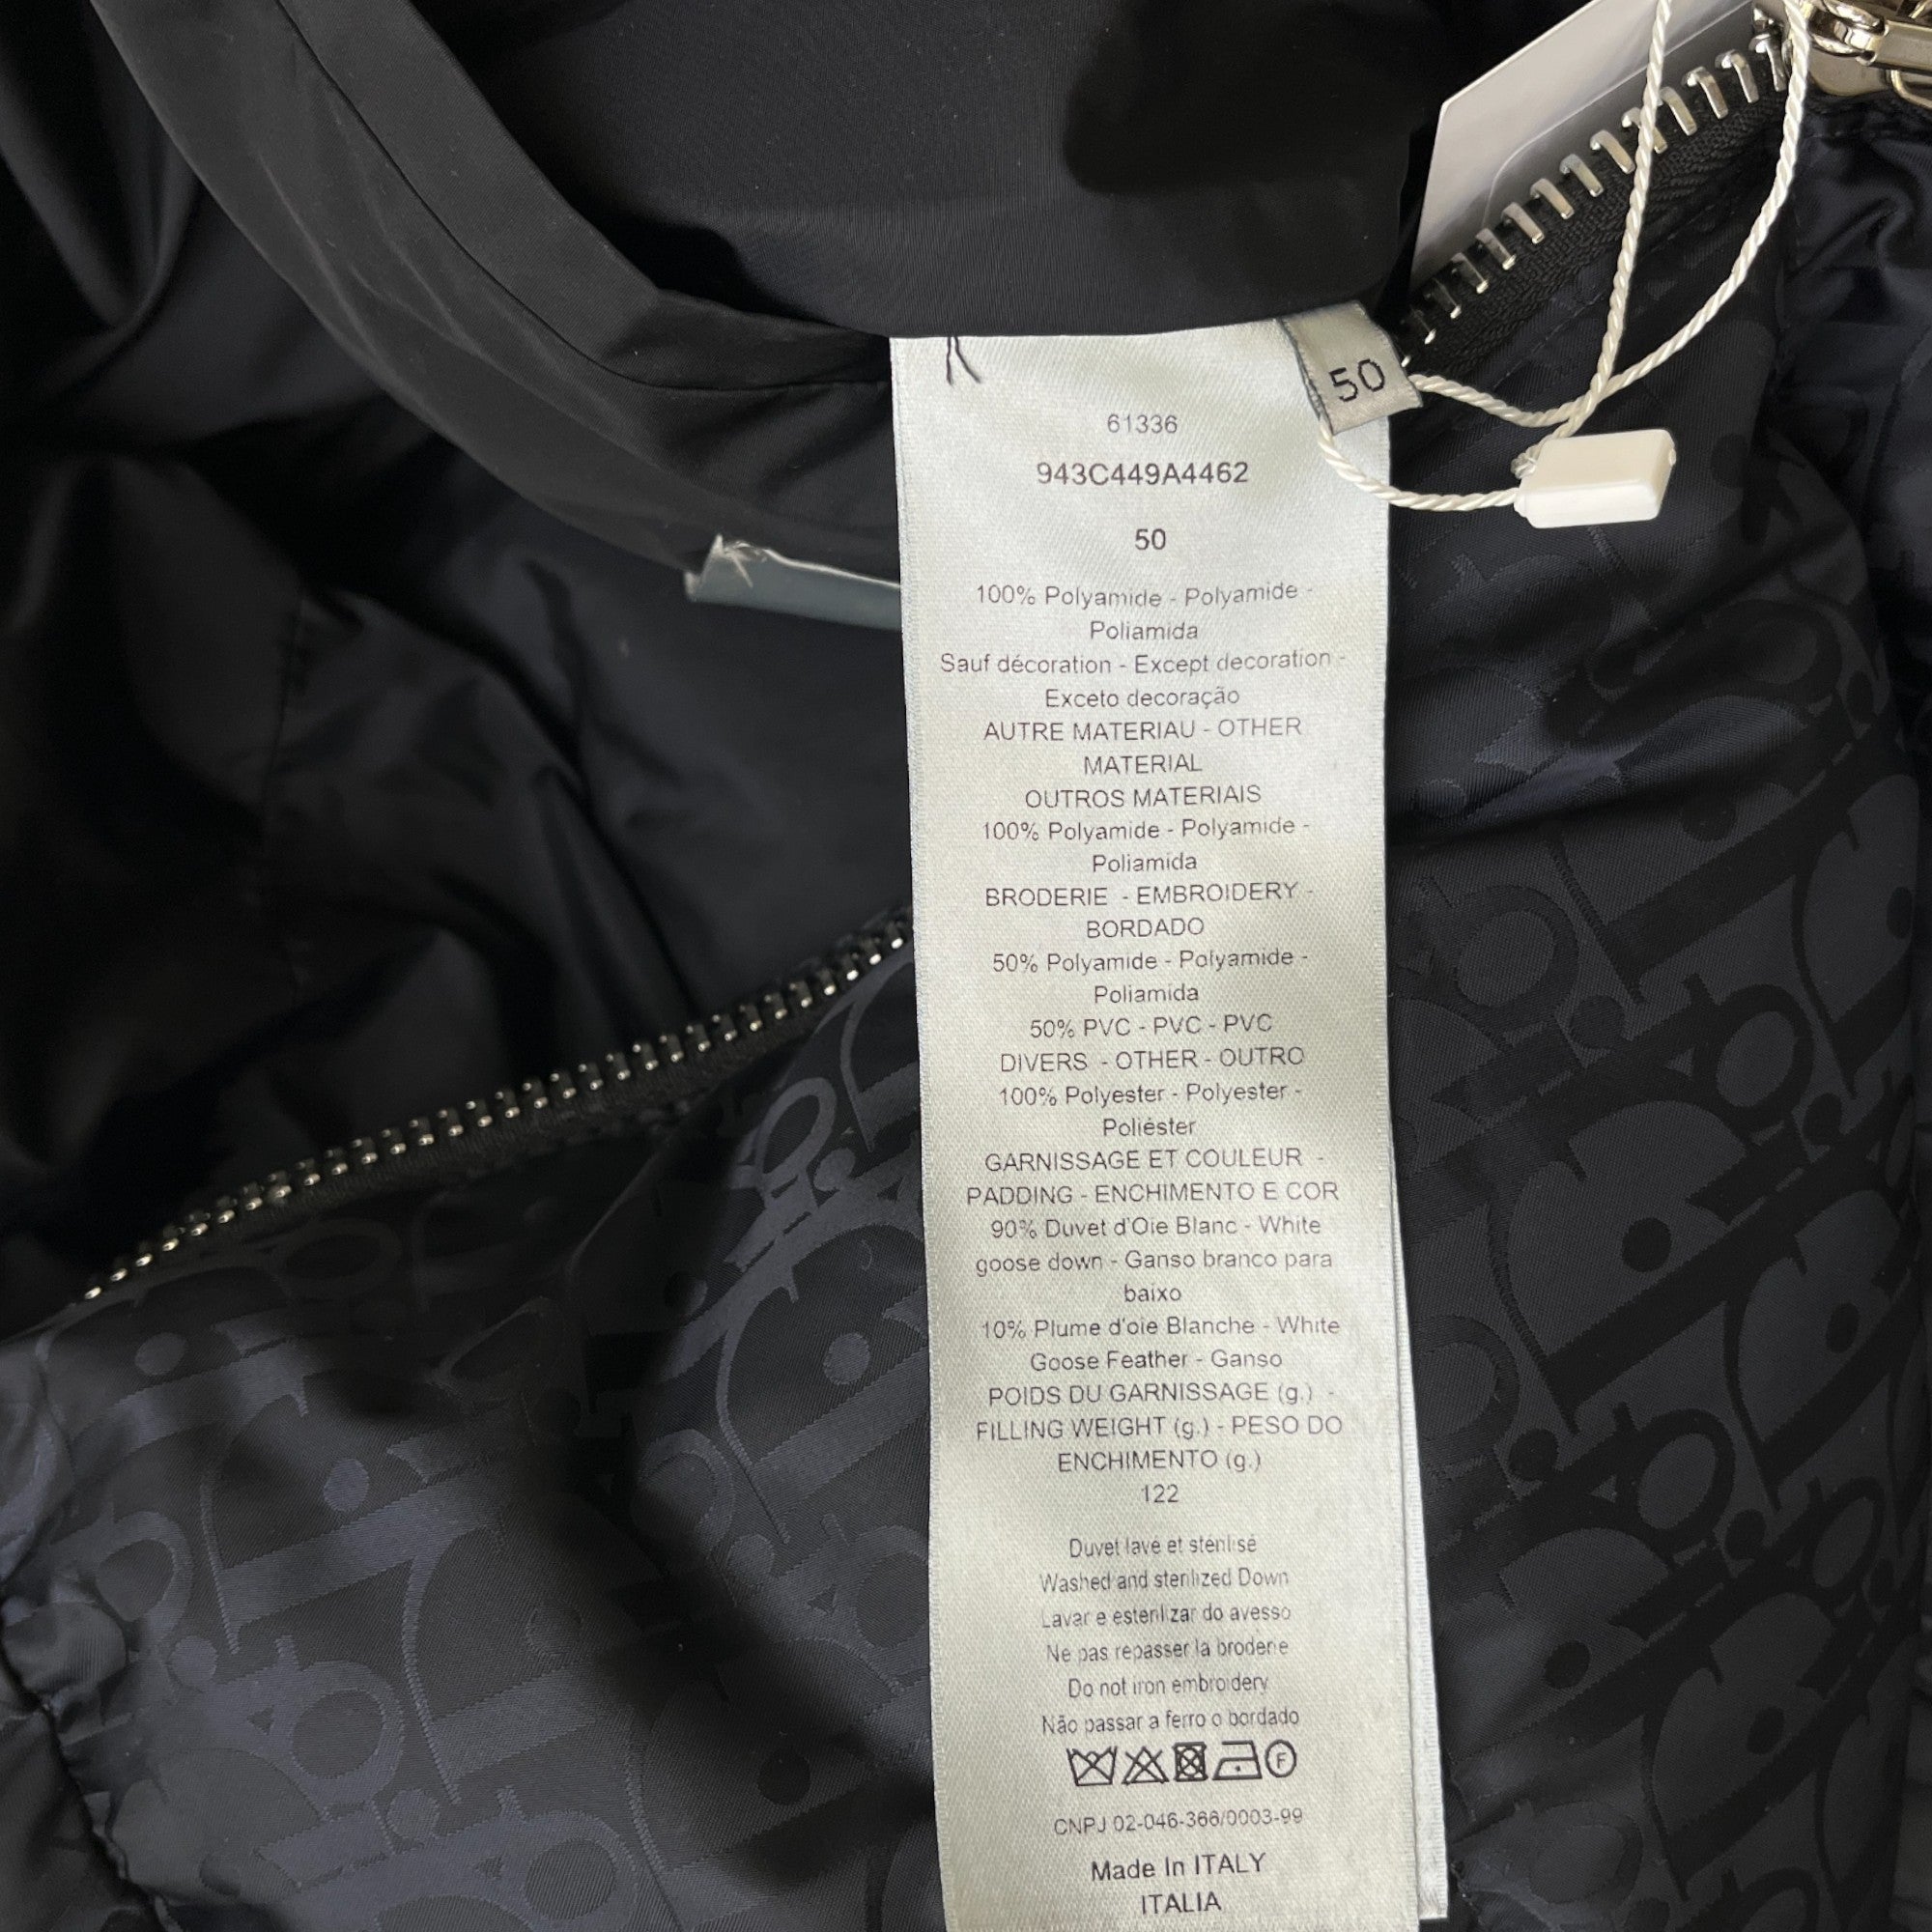 50
61336
943C449A4462
50
100% Polyamide - Polyamide -
Poliamida
Sauf décoration - Except decoration -
Exceto decoração
AUTRE MATERIAU - OTHER
MATERIAL
OUTROS MATERIAIS
100% Polyamide - Polyamide -
Poliamida
BRODERIE - EMBROIDERY -
BORDADO
50% Polyamide - Polyamide -
Poliamida
50% PVC - PVC - PVC
DIVERS - OTHER - OUTRO
100% Polyester - Polyester -
Poliéster
GARNISSAGE ET COULEUR -
PADDING - ENCHIMENTO E COR
90% Duvet d'Oie Blanc - White
goose down - Ganso branco para
baixo
10% Plume d'oie Blanche - White
Goose Feather - Ganso
POIDS DU GARNISSAGE (g.) -
FILLING WEIGHT (g.) - PESO DO
ENCHIMENTO (g.)
122
Duvet lavé et stérilisé
Washed and sterilized Down
Lavar e esterilizar do avesso
Ne pas repasser la broderie
Do not iron embroidery
Não passar a ferro o bordado
F
CNPJ 02-046-366/0003-99
Made In ITALY
ITALIA